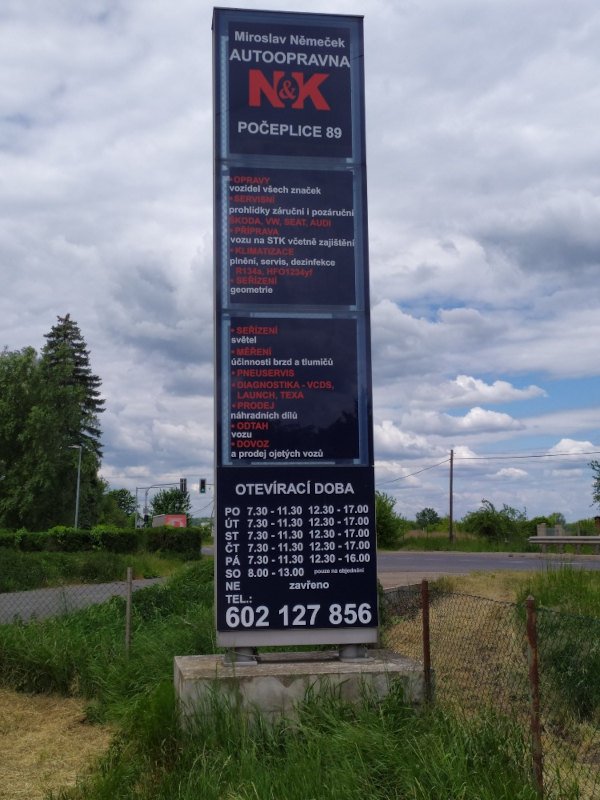 Miroslav Němeček
AUTOOPRAVNA
N&K
POČEPLICE 89
• OPRAVY
vozidel všech značek
• SERVISNÍ
prohlídky záruční i pozáruční
ŠKODA, VW, SEAT, AUDI
• PŘÍPRAVA
vozu na STK včetně zajištění
• KLIMATIZACE
plnění, servis, dezinfekce
R134a, HFO1234yf
• SEŘÍZENÍ
geometrie
• SEŘÍZENÍ
světel
• MĚŘENÍ
účinnosti brzd a tlumičů
• PNEUSERVIS
• DIAGNOSTIKA - VCDS,
LAUNCH, TEXA
• PRODEJ
náhradních dílů
• ODTAH
vozu
• DOVOZ
a prodej ojetých vozů
OTEVÍRACÍ DOBA
PO 7.30 - 11.30 12.30 - 17.00
ÚT 7.30 - 11.30 12.30 - 17.00
ST 7.30 - 11.30 12.30 - 17.00
ČT 7.30 - 11.30 12.30 - 17.00
PÁ 7.30 - 11.30 12.30 - 16.00
SO 8.00 - 13.00 pouze na objednání
NE zavřeno
TEL.:
602 127 856